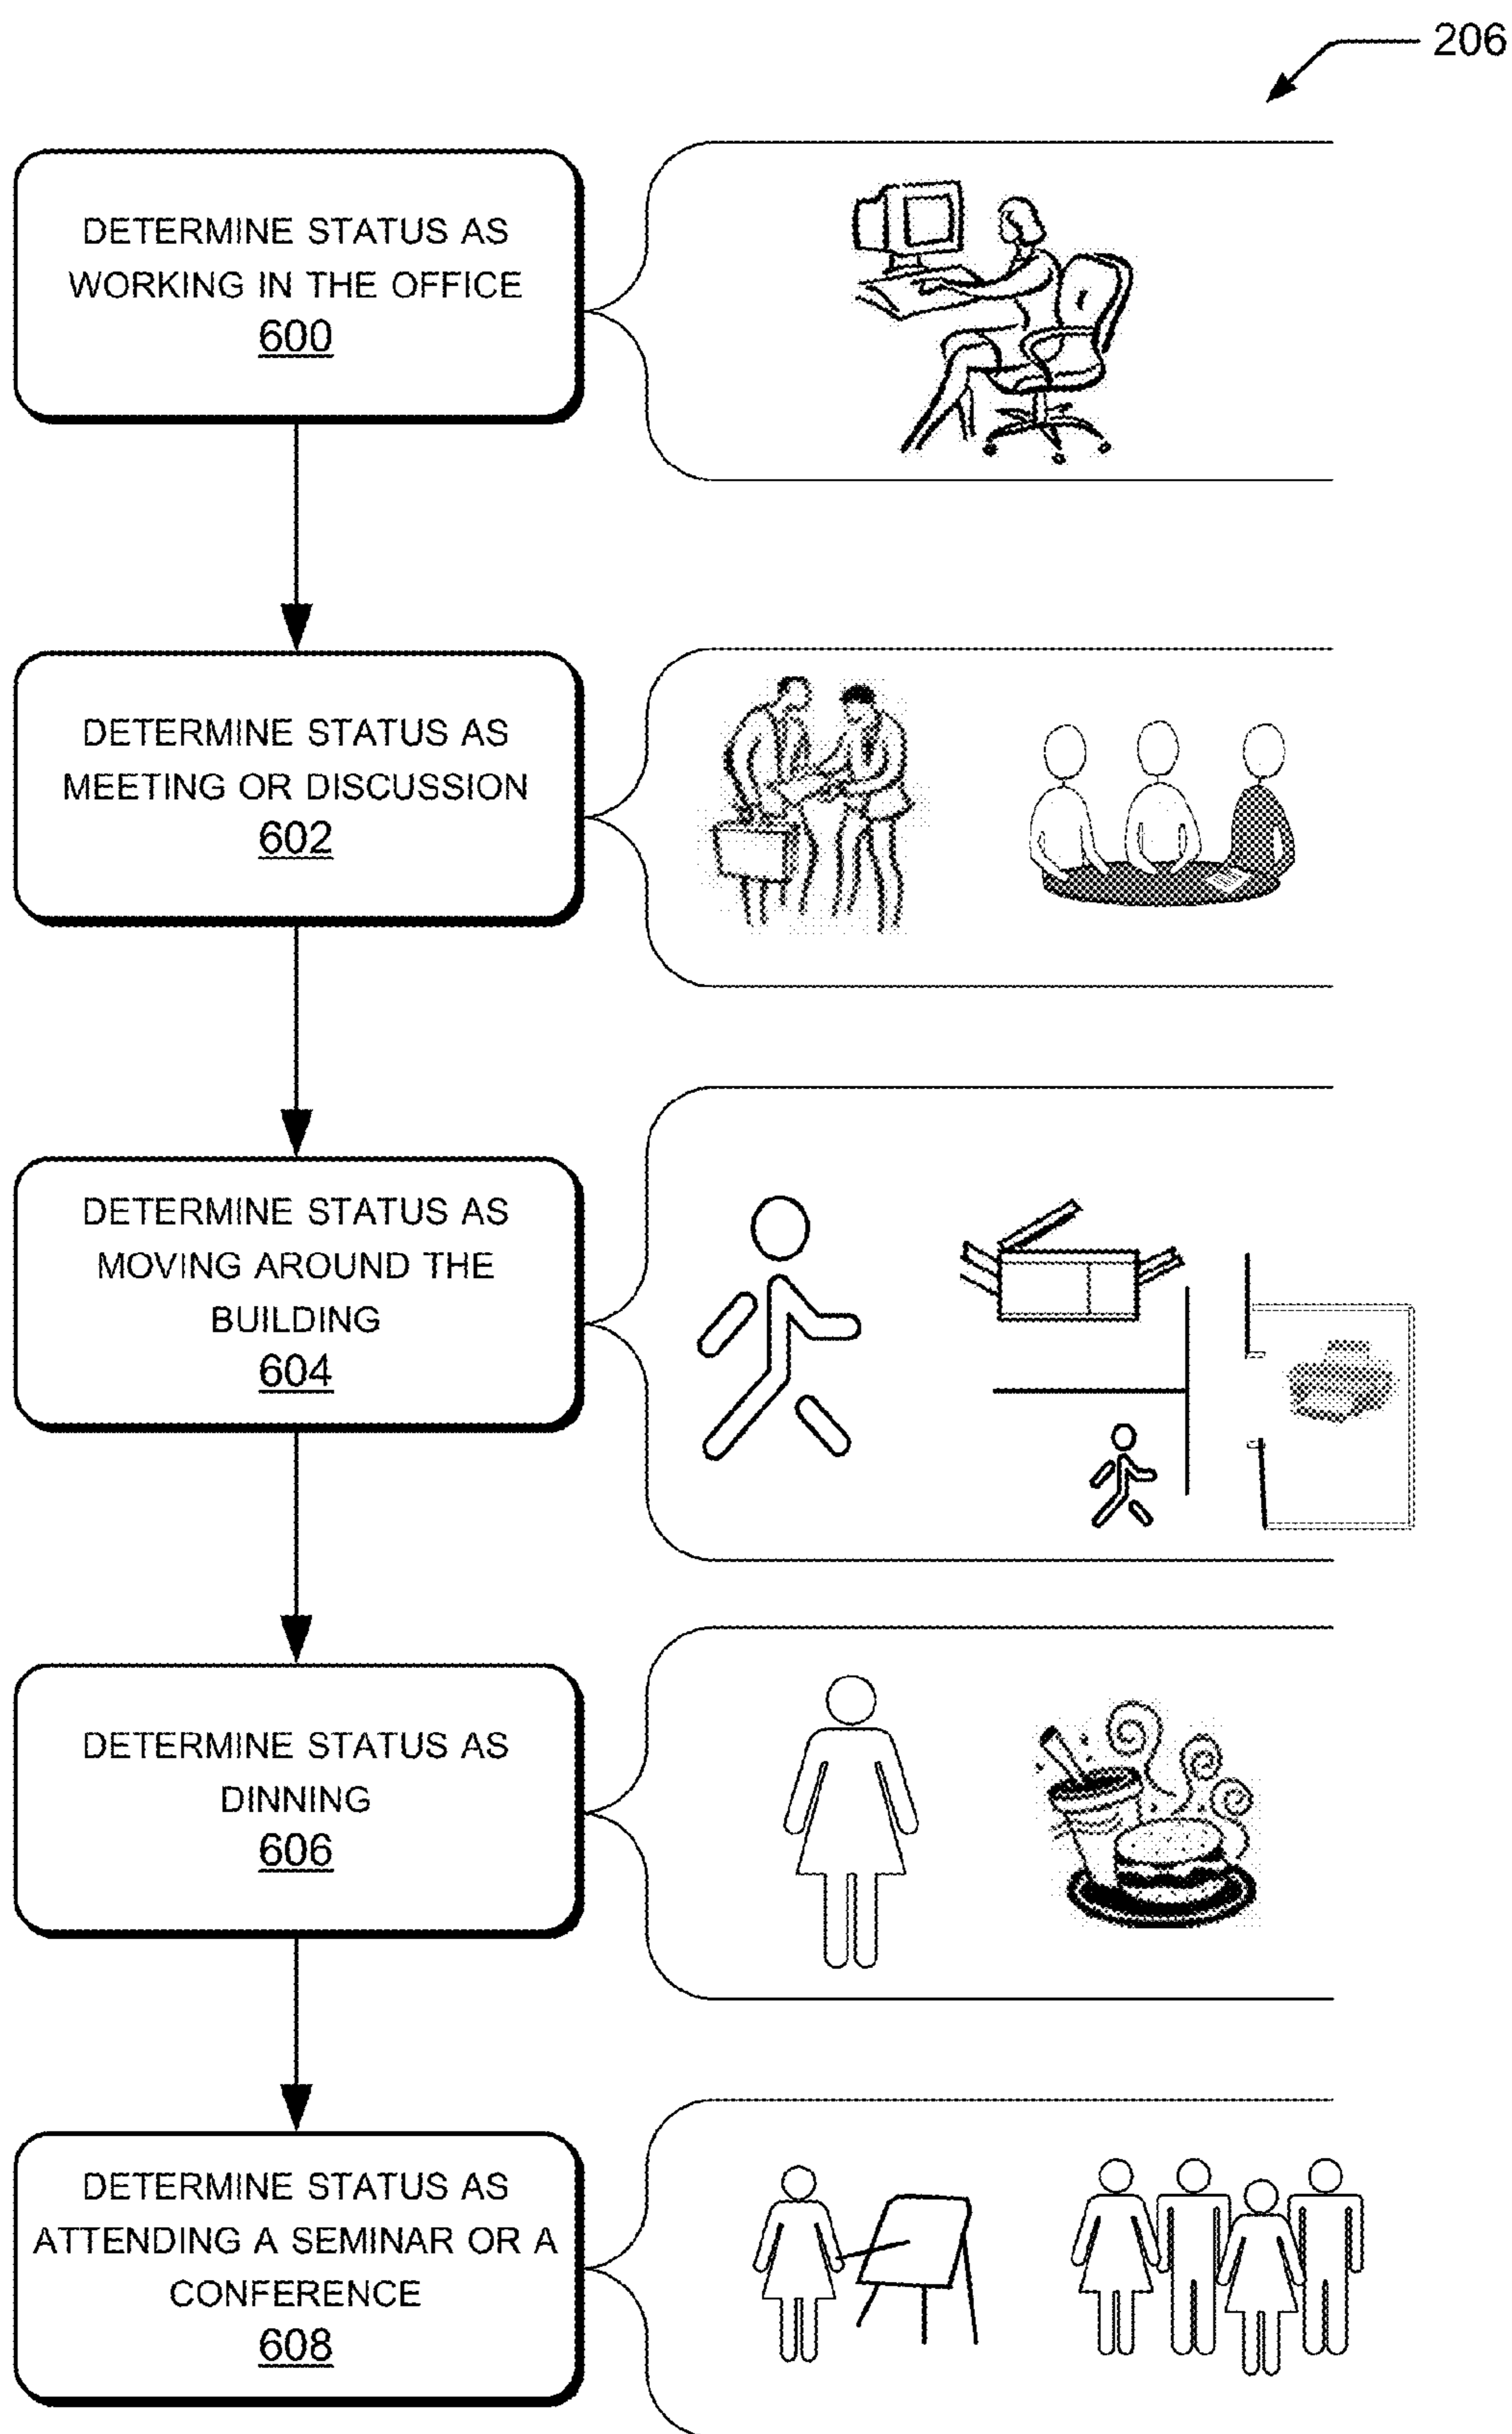 206
DETERMINE STATUS AS
WORKING IN THE OFFICE
600
DETERMINE STATUS AS
MEETING OR DISCUSSION
602
DETERMINE STATUS AS
MOVING AROUND THE
BUILDING
604
DETERMINE STATUS AS
DINNING
606
DETERMINE STATUS AS
ATTENDING A SEMINAR OR A
CONFERENCE
608